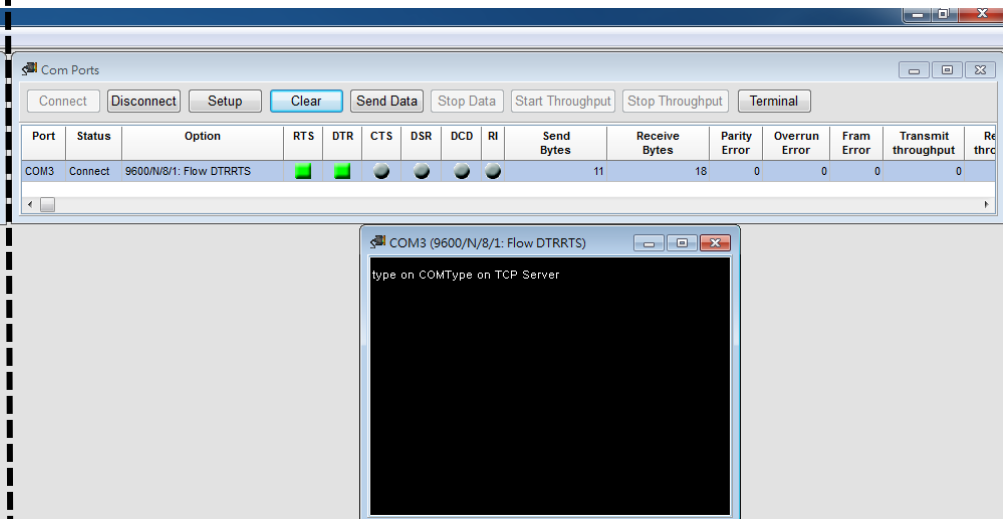 Com Ports
Connect Disconnect Setup Clear Send Data Stop Data Start Throughput Stop Throughput Terminal
Port Status Option RTS DTR CTS DSR DCD RI Send Bytes Receive Bytes Parity Error Overrun Error Fram Error Transmit throughput
COM3 Connect 9600/N/8/1: Flow DTRRTS 11 18 0 0 0 0
COM3 (9600/N/8/1: Flow DTRRTS)
type on COMType on TCP Server